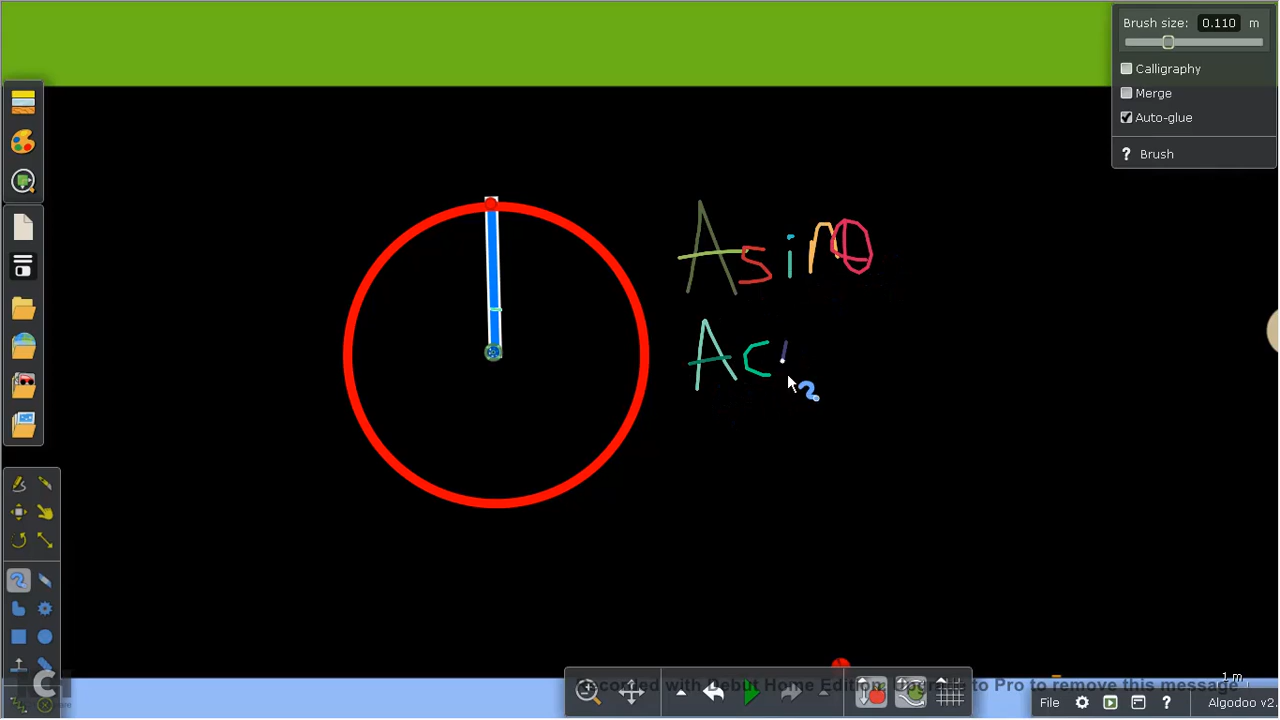 Brush size: 0.110 m
Calligraphy
Merge
Auto-glue
? Brush
Asinθ
Ac
1 m
Recorded with Debut Home Edition. Upgrade to Pro to remove this message
File ? Algodoo v2